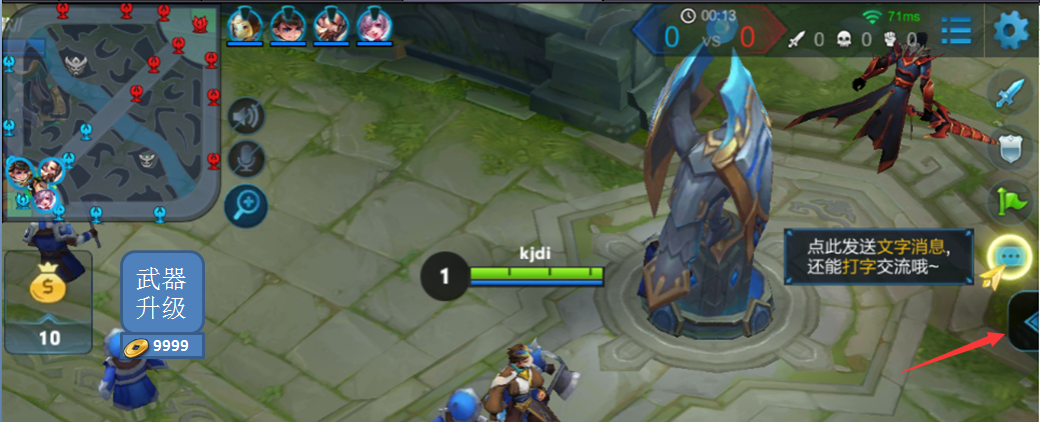 00:13
71ms
0 VS 0
0 0 0
点此发送文字消息,
还能打字交流哦~
kjdi
1
武器
升级
9999
10